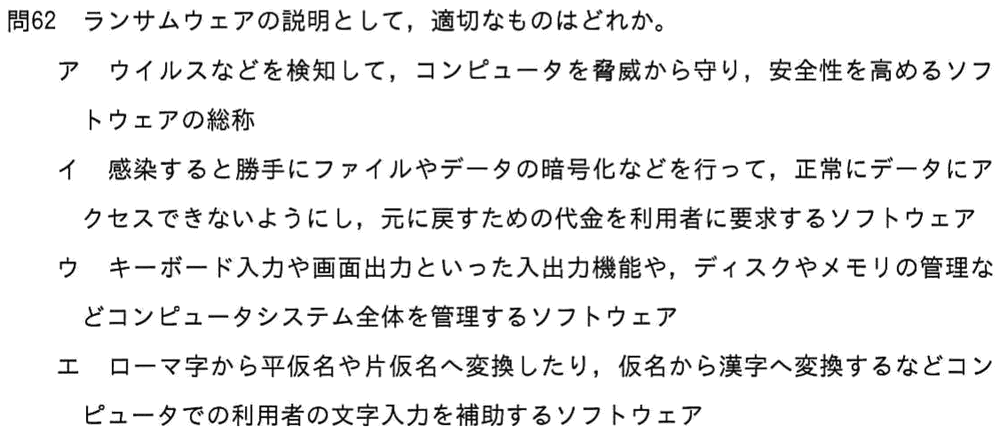 問62 ランサムウェアの説明として，適切なものはどれか。
ア ウイルスなどを検知して，コンピュータを脅威から守り，安全性を高めるソフ
トウェアの総称
イ 感染すると勝手にファイルやデータの暗号化などを行って，正常にデータにア
クセスできないようにし，元に戻すための代金を利用者に要求するソフトウェア
ウ キーボード入力や画面出力といった入出力機能や，ディスクやメモリの管理な
どコンピュータシステム全体を管理するソフトウェア
エ ローマ字から平仮名や片仮名へ変換したり，仮名から漢字へ変換するなどコン
ピュータでの利用者の文字入力を補助するソフトウェア